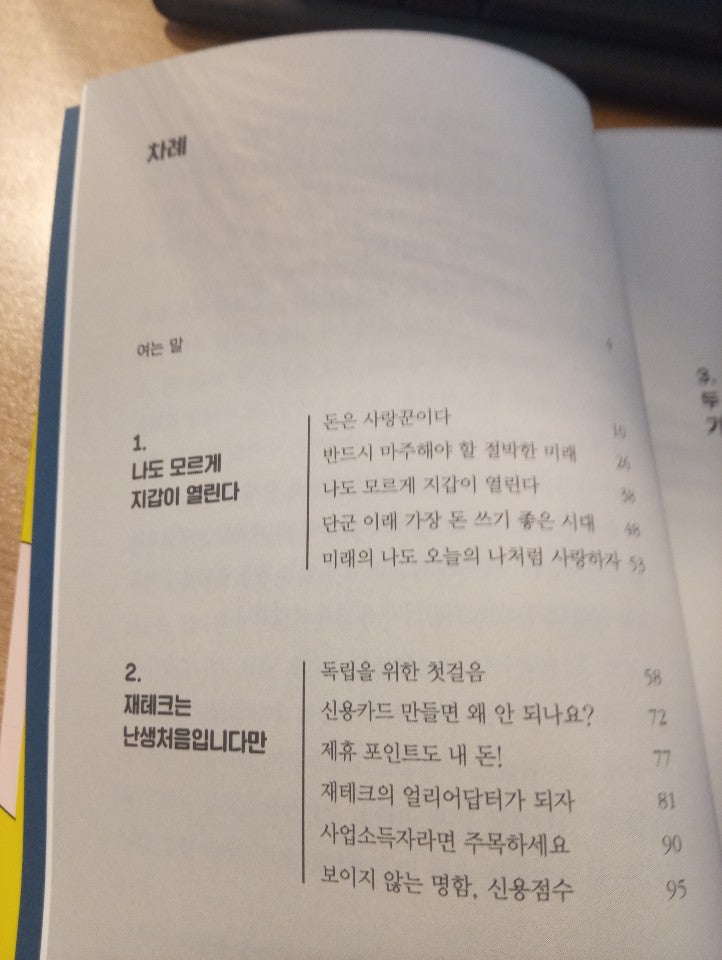 차례
여는 말
1.
나도 모르게
지갑이 열린다
돈은 사랑꾼이다
반드시 마주해야 할 절박한 미래 26
나도 모르게 지갑이 열린다 38
단군 이래 가장 돈 쓰기 좋은 시대 48
미래의 나도 오늘의 나처럼 사랑하자 53
2.
재테크는
난생처음입니다만
독립을 위한 첫걸음 58
신용카드 만들면 왜 안 되나요? 72
제휴 포인트도 내 돈! 77
재테크의 얼리어답터가 되자 81
사업소득자라면 주목하세요 90
보이지 않는 명함, 신용점수 95
3.
두